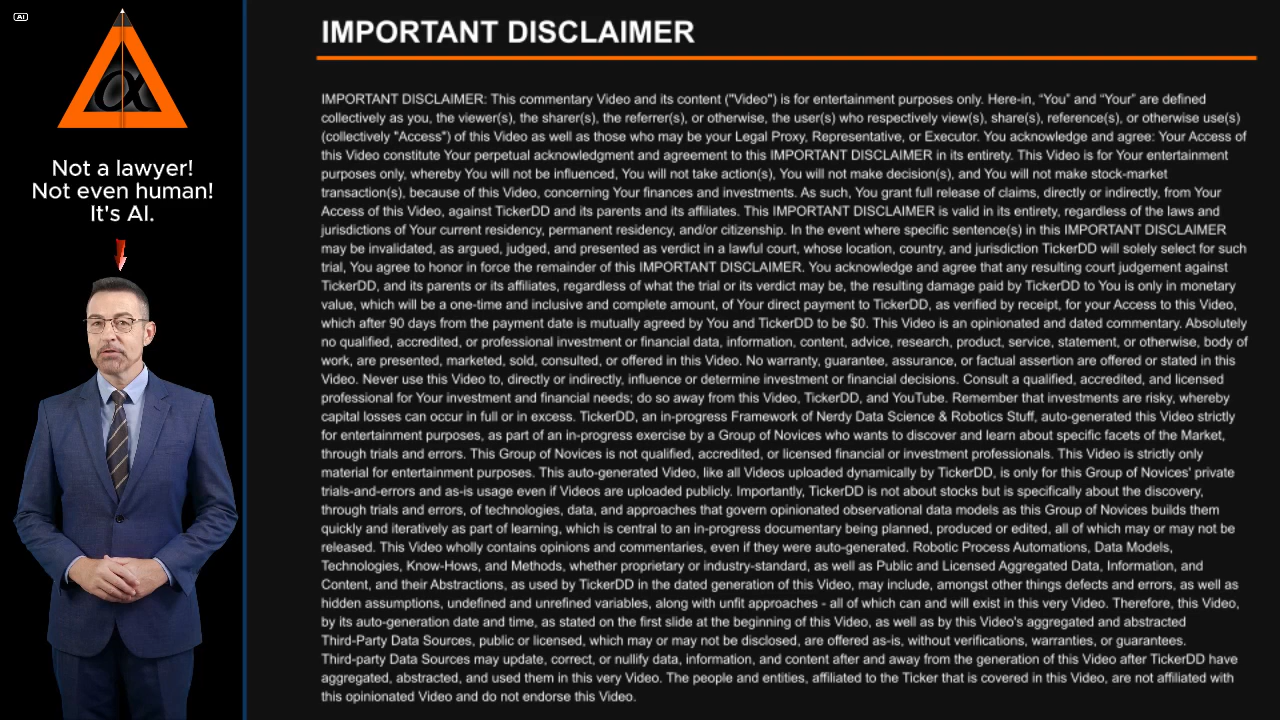 AI
α
Not a lawyer!
Not even human!
It's AI.
IMPORTANT DISCLAIMER
IMPORTANT DISCLAIMER: This commentary Video and its content ("Video") is for entertainment purposes only. Here-in, “You” and “Your” are defined
collectively as you, the viewer(s), the sharer(s), the referrer(s), or otherwise, the user(s) who respectively view(s), share(s), reference(s), or otherwise use(s)
(collectively "Access") of this Video as well as those who may be your Legal Proxy, Representative, or Executor. You acknowledge and agree: Your Access of
this Video constitute Your perpetual acknowledgment and agreement to this IMPORTANT DISCLAIMER in its entirety. This Video is for Your entertainment
purposes only, whereby You will not be influenced, You will not take action(s), You will not make decision(s), and You will not make stock-market
transaction(s), because of this Video, concerning Your finances and investments. As such, You grant full release of claims, directly or indirectly, from Your
Access of this Video, against TickerDD and its parents and its affiliates. This IMPORTANT DISCLAIMER is valid in its entirety, regardless of the laws and
jurisdictions of Your current residency, permanent residency, and/or citizenship. In the event where specific sentence(s) in this IMPORTANT DISCLAIMER
may be invalidated, as argued, judged, and presented as verdict in a lawful court, whose location, country, and jurisdiction TickerDD will solely select for such
trial, You agree to honor in force the remainder of this IMPORTANT DISCLAIMER. You acknowledge and agree that any resulting court judgement against
TickerDD, and its parents or its affiliates, regardless of what the trial or its verdict may be, the resulting damage paid by TickerDD to You is only in monetary
value, which will be a one-time and inclusive and complete amount, of Your direct payment to TickerDD, as verified by receipt, for your Access to this Video,
which after 90 days from the payment date is mutually agreed by You and TickerDD to be $0. This Video is an opinionated and dated commentary. Absolutely
no qualified, accredited, or professional investment or financial data, information, content, advice, research, product, service, statement, or otherwise, body of
work, are presented, marketed, sold, consulted, or offered in this Video. No warranty, guarantee, assurance, or factual assertion are offered or stated in this
Video. Never use this Video to, directly or indirectly, influence or determine investment or financial decisions. Consult a qualified, accredited, and licensed
professional for Your investment and financial needs; do so away from this Video, TickerDD, and YouTube. Remember that investments are risky, whereby
capital losses can occur in full or in excess. TickerDD, an in-progress Framework of Nerdy Data Science & Robotics Stuff, auto-generated this Video strictly
for entertainment purposes, as part of an in-progress exercise by a Group of Novices who wants to discover and learn about specific facets of the Market,
through trials and errors. This Group of Novices is not qualified, accredited, or licensed financial or investment professionals. This Video is strictly only
material for entertainment purposes. This auto-generated Video, like all Videos uploaded dynamically by TickerDD, is only for this Group of Novices' private
trials-and-errors and as-is usage even if Videos are uploaded publicly. Importantly, TickerDD is not about stocks but is specifically about the discovery,
through trials and errors, of technologies, data, and approaches that govern opinionated observational data models as this Group of Novices builds them
quickly and iteratively as part of learning, which is central to an in-progress documentary being planned, produced or edited, all of which may or may not be
released. This Video wholly contains opinions and commentaries, even if they were auto-generated. Robotic Process Automations, Data Models,
Technologies, Know-Hows, and Methods, whether proprietary or industry-standard, as well as Public and Licensed Aggregated Data, Information, and
Content, and their Abstractions, as used by TickerDD in the dated generation of this Video, may include, amongst other things defects and errors, as well as
hidden assumptions, undefined and unrefined variables, along with unfit approaches - all of which can and will exist in this very Video. Therefore, this Video,
by its auto-generation date and time, as stated on the first slide at the beginning of this Video, as well as by this Video's aggregated and abstracted
Third-Party Data Sources, public or licensed, which may or may not be disclosed, are offered as-is, without verifications, warranties, or guarantees.
Third-party Data Sources may update, correct, or nullify data, information, and content after and away from the generation of this Video after TickerDD have
aggregated, abstracted, and used them in this very Video. The people and entities, affiliated to the Ticker that is covered in this Video, are not affiliated with
this opinionated Video and do not endorse this Video.